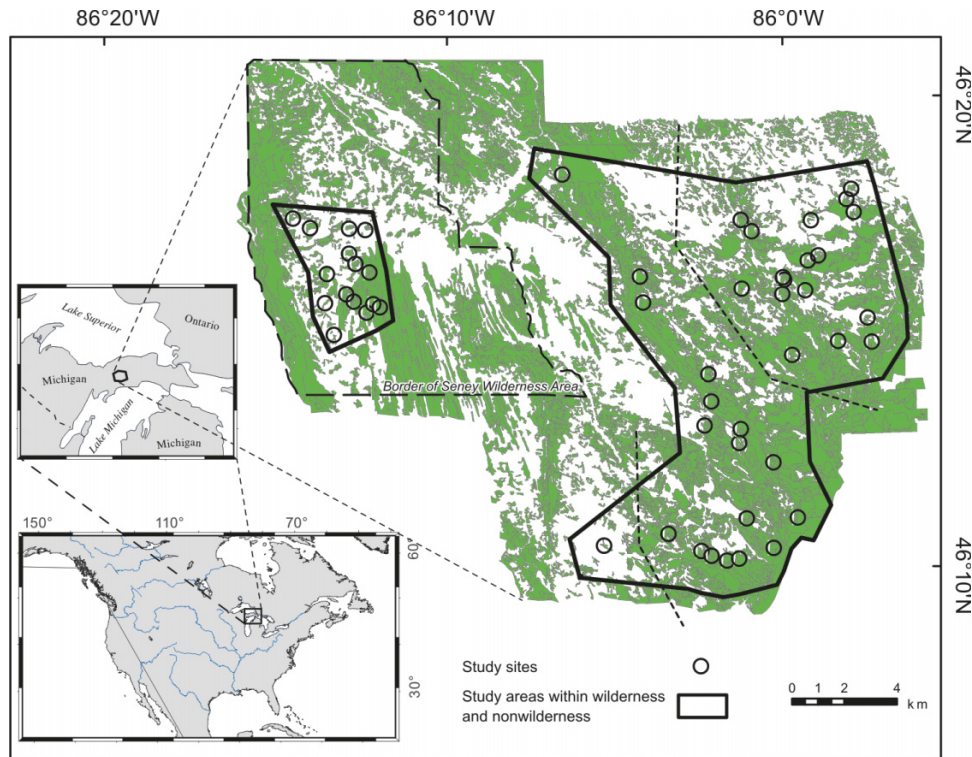 86°20'W 86°10'W 86°0'W
46°20'N
Border of Seney Wilderness Area
Lake Superior
Ontario
Michigan
Lake Michigan
Michigan
150° 110° 70°
60°
30°
46°10'N
Study sites
Study areas within wilderness
and nonwilderness
0 1 2 4
km